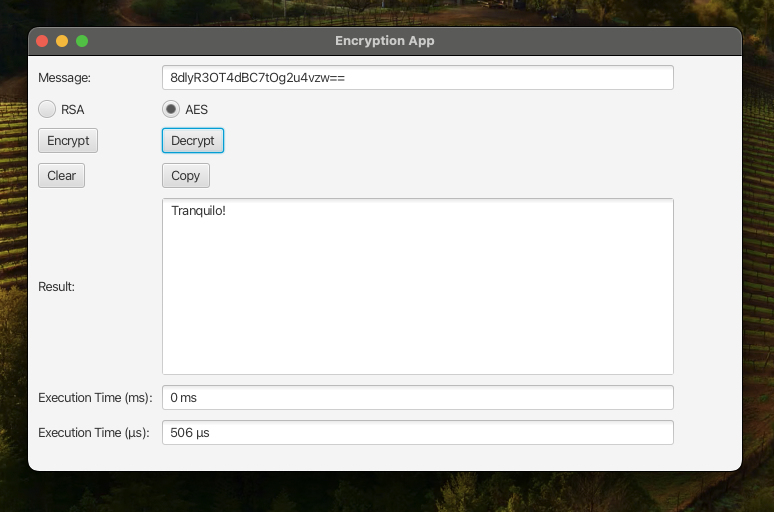 Encryption App
Message: 8dlyR3OT4dBC7tOg2u4vzw==
RSA AES
Encrypt Decrypt
Clear Copy
Tranquilo!
Result:
Execution Time (ms): 0 ms
Execution Time (µs): 506 µs